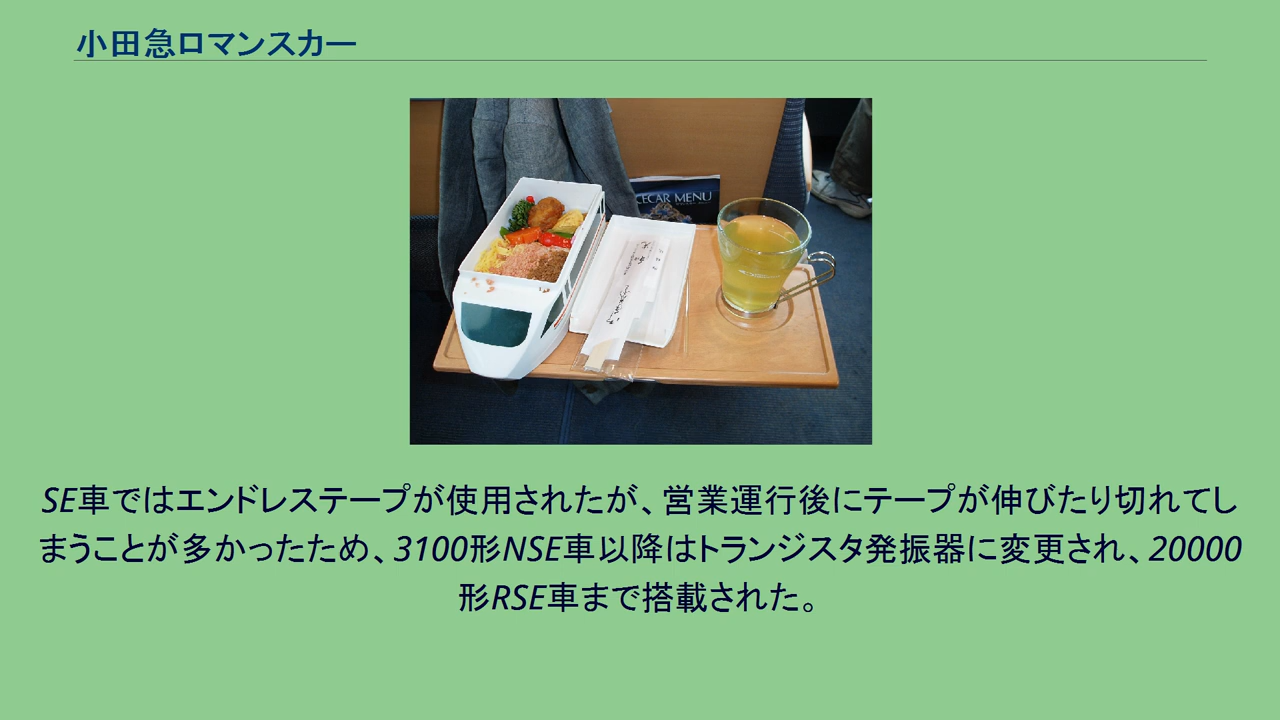 小田急ロマンスカー
CECAR MENU
SE車ではエンドレステープが使用されたが、営業運行後にテープが伸びたり切れてし
まうことが多かったため、3100形NSE車以降はトランジスタ発振器に変更され、20000
形RSE車まで搭載された。